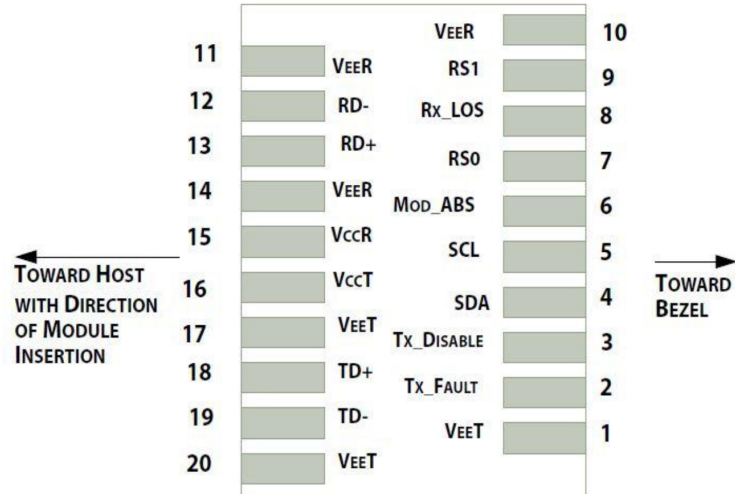 11 VEER
12 RD-
13 RD+
14 VEER
15 VCCR
16 VCCT
17 VEET
18 TD+
19 TD-
20 VEET
VEER 10
RS1 9
RX_LOS 8
RS0 7
MOD_ABS 6
SCL 5
SDA 4
TX_DISABLE 3
TX_FAULT 2
VEET 1
TOWARD HOST
WITH DIRECTION
OF MODULE
INSERTION
TOWARD
BEZEL